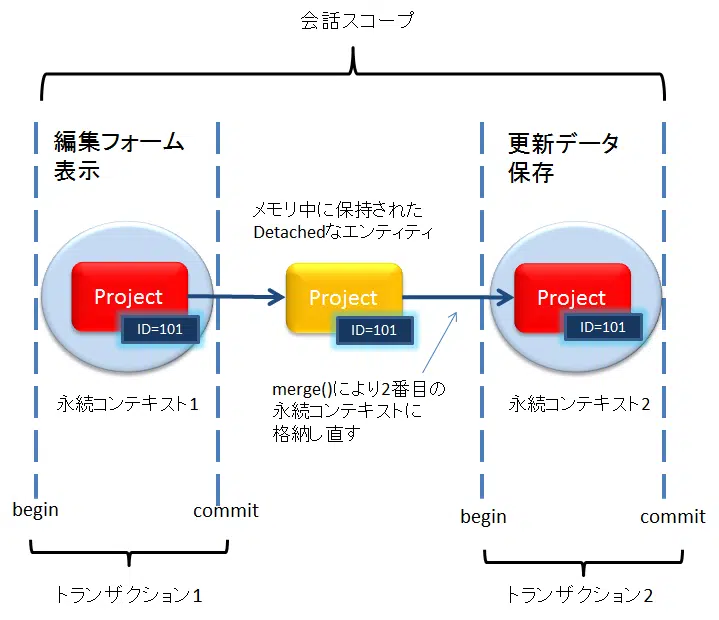 会話スコープ
編集フォーム
表示
更新データ
保存
メモリ中に保持された
Detachedなエンティティ
Project
ID=101
Project
ID=101
Project
ID=101
永続コンテキスト1
merge()により2番目の
永続コンテキストに
格納し直す
永続コンテキスト2
begin
commit
begin
commit
トランザクション1
トランザクション2